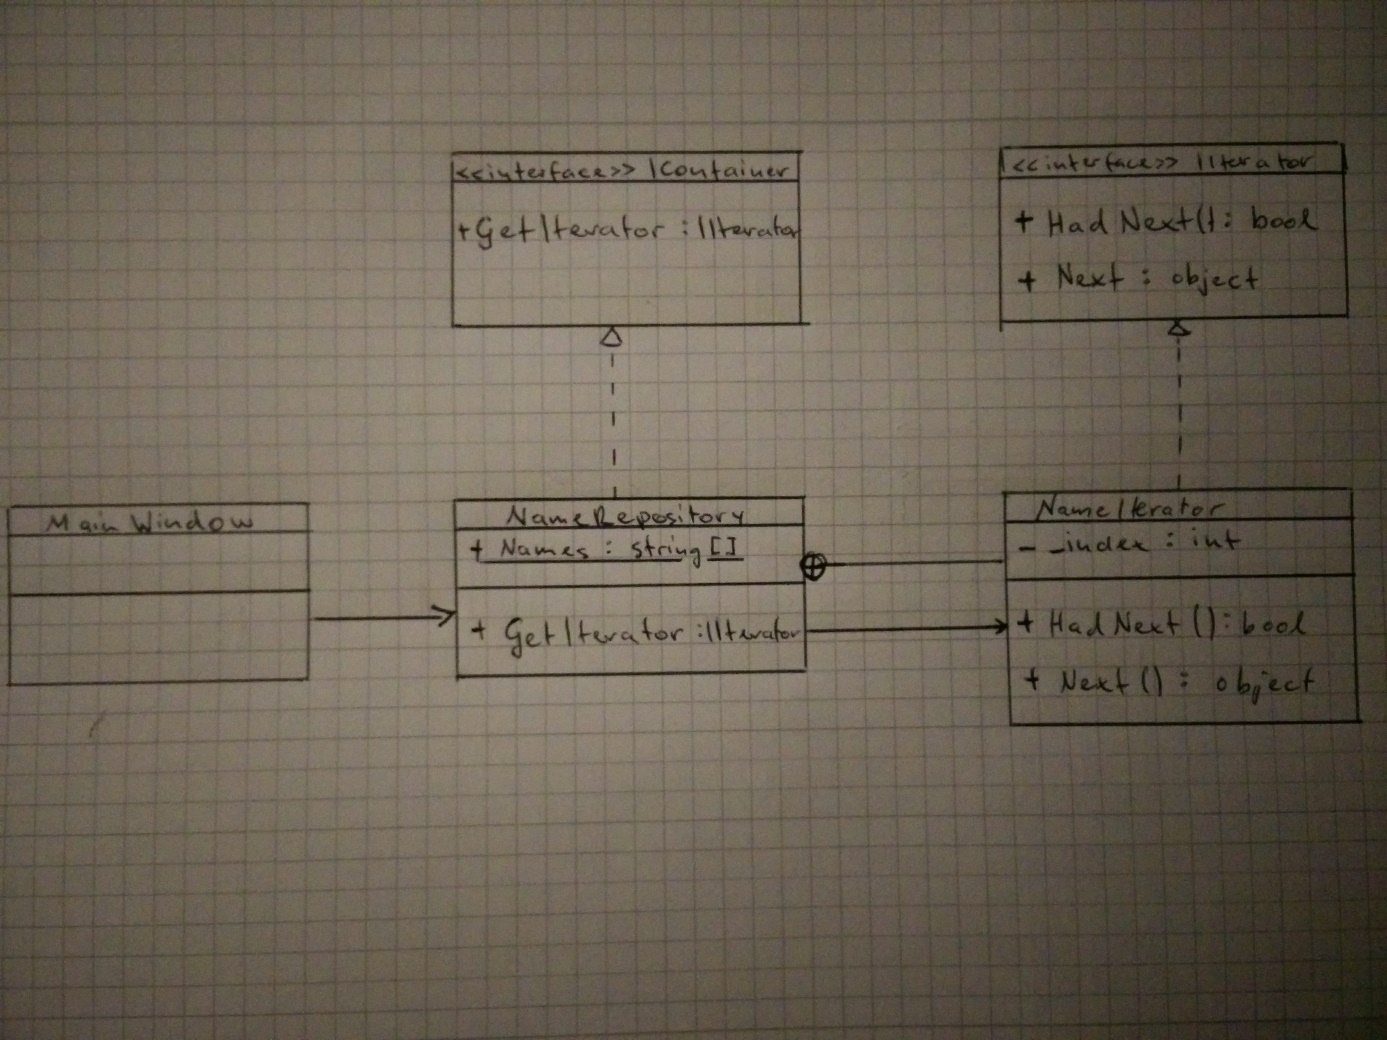 <<interface>> IContainer
+ GetIterator : IIterator
<<interface>> IIterator
+ HadNext() : bool
+ Next : object
MainWindow
NameRepository
+ Names : string []
+ GetIterator : IIterator
NameIterator
- _index : int
+ HadNext () : bool
+ Next () : object